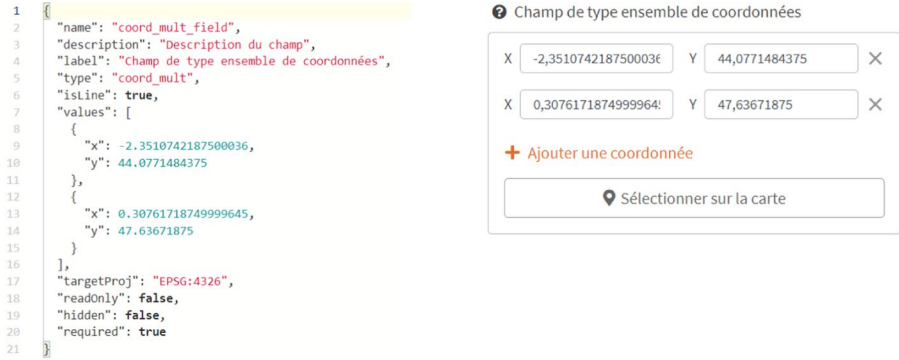 1 {
2 "name": "coord_mult_field",
3 "description": "Description du champ",
4 "label": "Champ de type ensemble de coordonnées",
5 "type": "coord_mult",
6 "isLine": true,
7 "values": [
8 {
9 "x": -2.3510742187500036,
10 "y": 44.0771484375
11 },
12 {
13 "x": 0.30761718749999645,
14 "y": 47.63671875
15 }
16 ],
17 "targetProj": "EPSG:4326",
18 "readOnly": false,
19 "hidden": false,
20 "required": true
21 }
? Champ de type ensemble de coordonnées
X -2,3510742187500036 Y 44,0771484375 ×
X 0,3076171874999964 Y 47,63671875 ×
+ Ajouter une coordonnée
Sélectionner sur la carte